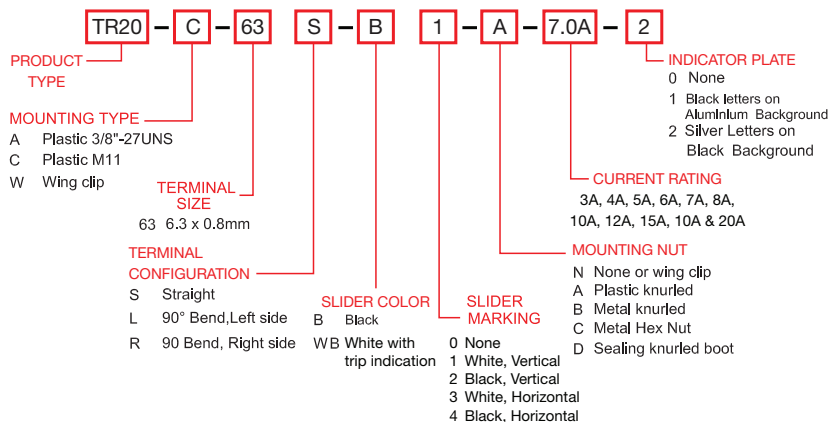 TR20 - C - 63 S - B 1 - A - 7.0A - 2
PRODUCT
TYPE
MOUNTING TYPE
A Plastic 3/8"-27UNS
C Plastic M11
W Wing clip
TERMINAL
SIZE
63 6.3 x 0.8mm
TERMINAL
CONFIGURATION
S Straight
L 90° Bend,Left side
R 90 Bend, Right side
SLIDER COLOR
B Black
WB White with
trip indication
SLIDER
MARKING
0 None
1 White, Vertical
2 Black, Vertical
3 White, Horizontal
4 Black, Horizontal
INDICATOR PLATE
0 None
1 Black letters on
Aluminium Background
2 Silver Letters on
Black Background
CURRENT RATING
3A, 4A, 5A, 6A, 7A, 8A,
10A, 12A, 15A, 10A & 20A
MOUNTING NUT
N None or wing clip
A Plastic knurled
B Metal knurled
C Metal Hex Nut
D Sealing knurled boot